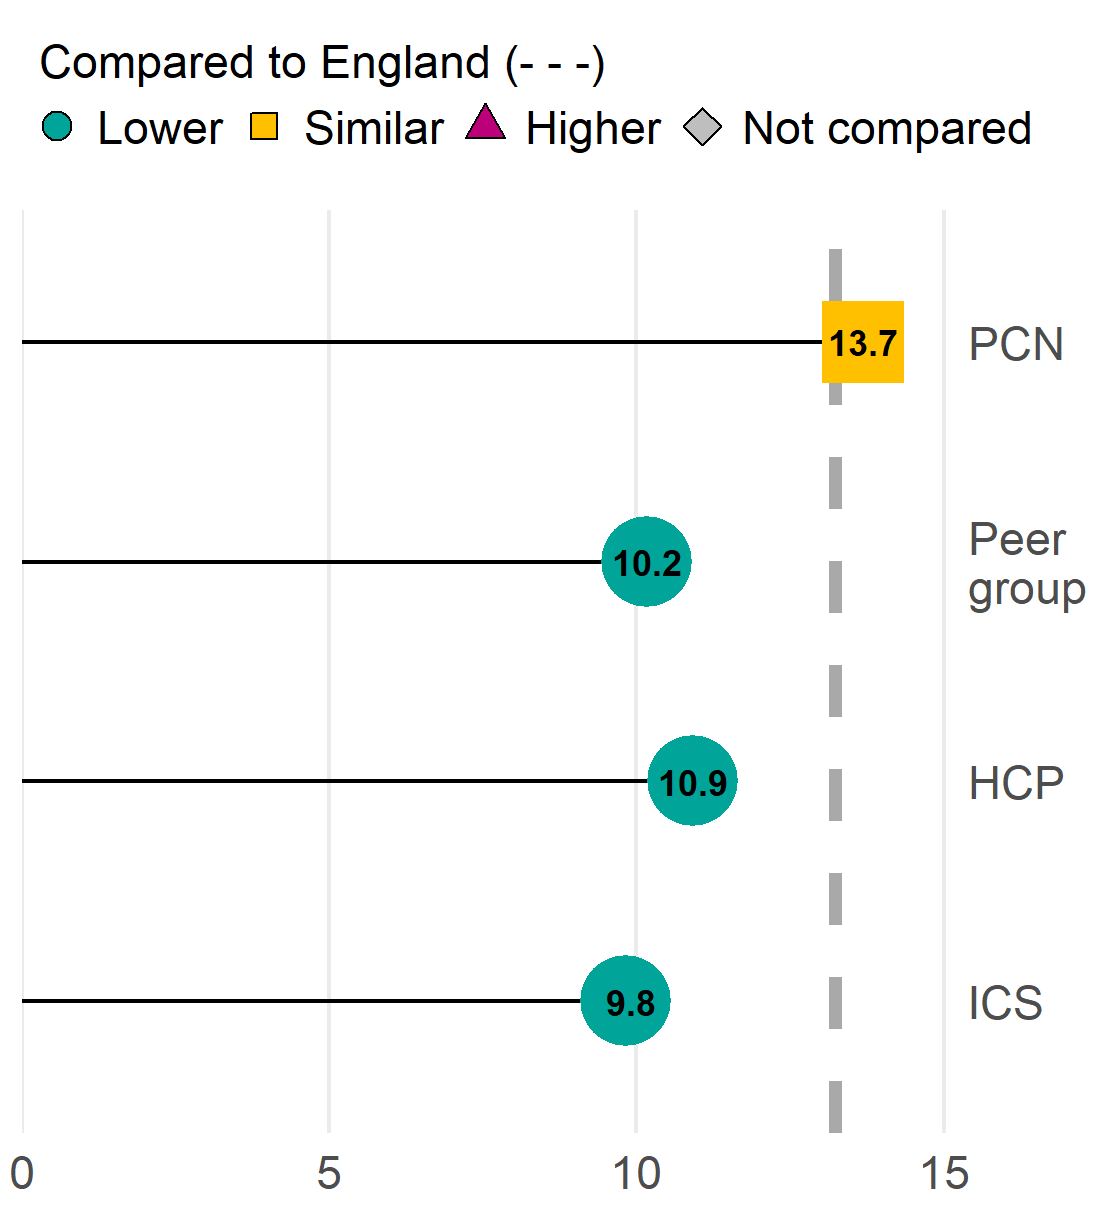 Compared to England (- - -)
Lower Similar Higher Not compared
13.7 PCN
10.2 Peer
group
10.9 HCP
9.8 ICS
0 5 10 15